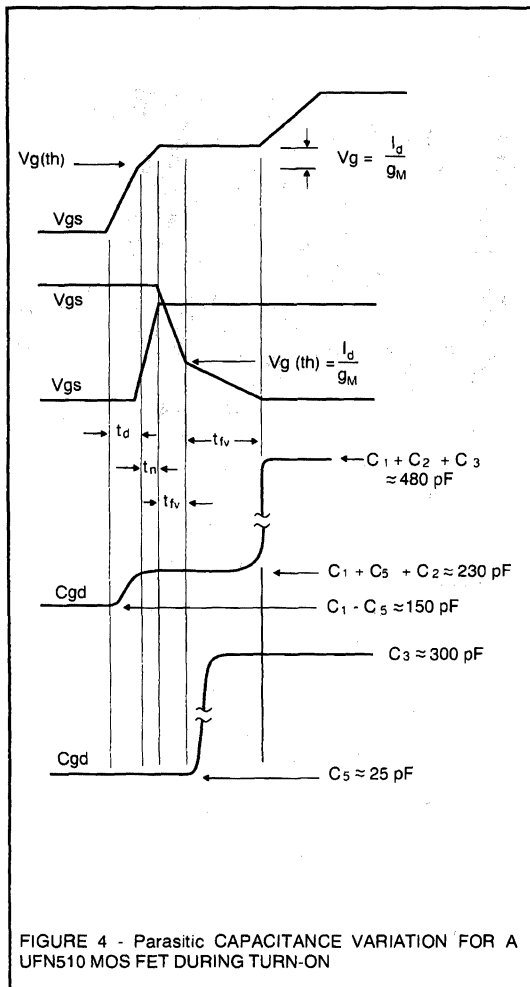 Vg(th)
Vg = I_d / g_M
Vgs
Vgs
Vg (th) = I_d / g_M
Vgs
t_d
t_fv
t_n
C_1 + C_2 + C_3
≈ 480 pF
t_fv
C_1 + C_5 + C_2 ≈ 230 pF
Cgd
C_1 - C_5 ≈ 150 pF
C_3 ≈ 300 pF
Cgd
C_5 ≈ 25 pF
FIGURE 4 - Parasitic CAPACITANCE VARIATION FOR A
UFN510 MOS FET DURING TURN-ON